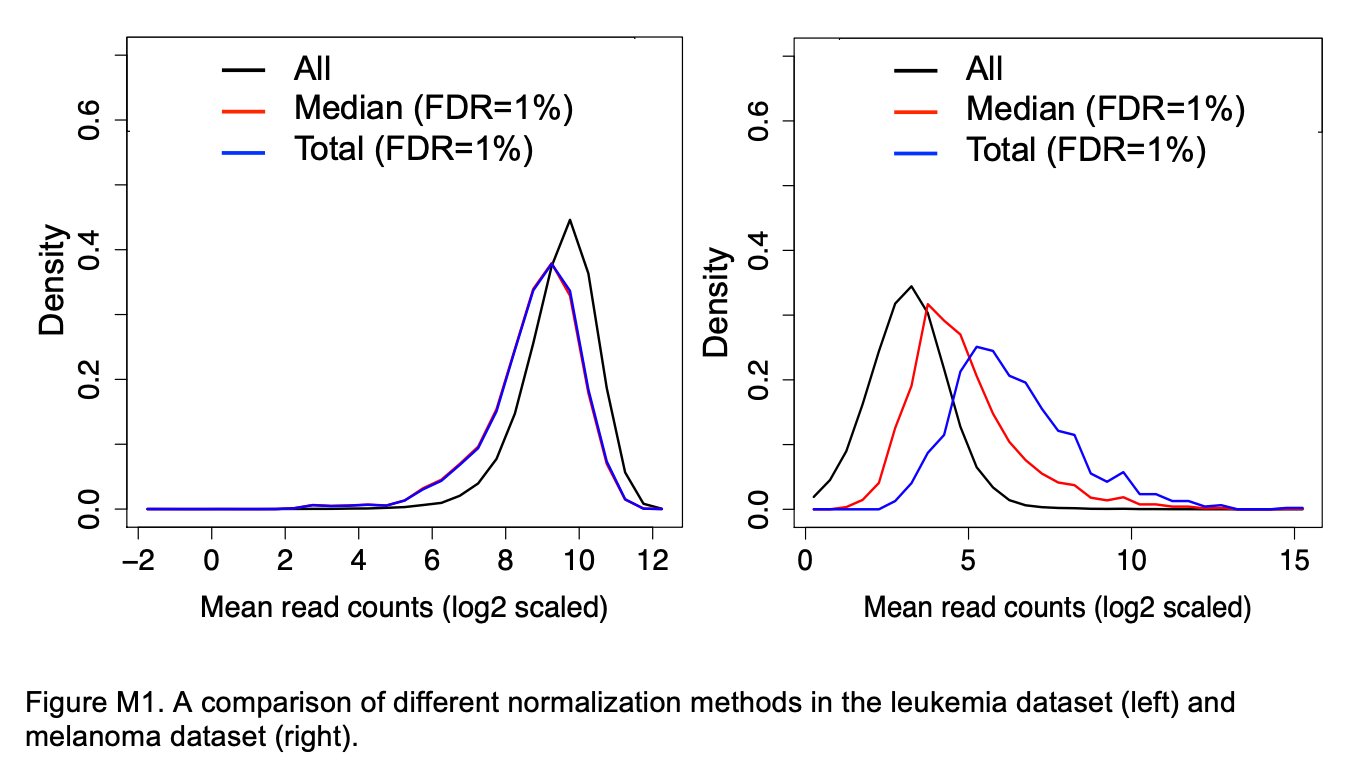 All
Median (FDR=1%)
Total (FDR=1%)
Density
0.0
0.2
0.4
0.6
−2 0 2 4 6 8 10 12
Mean read counts (log2 scaled)
All
Median (FDR=1%)
Total (FDR=1%)
Density
0.0
0.2
0.4
0.6
0 5 10 15
Mean read counts (log2 scaled)
Figure M1. A comparison of different normalization methods in the leukemia dataset (left) and
melanoma dataset (right).